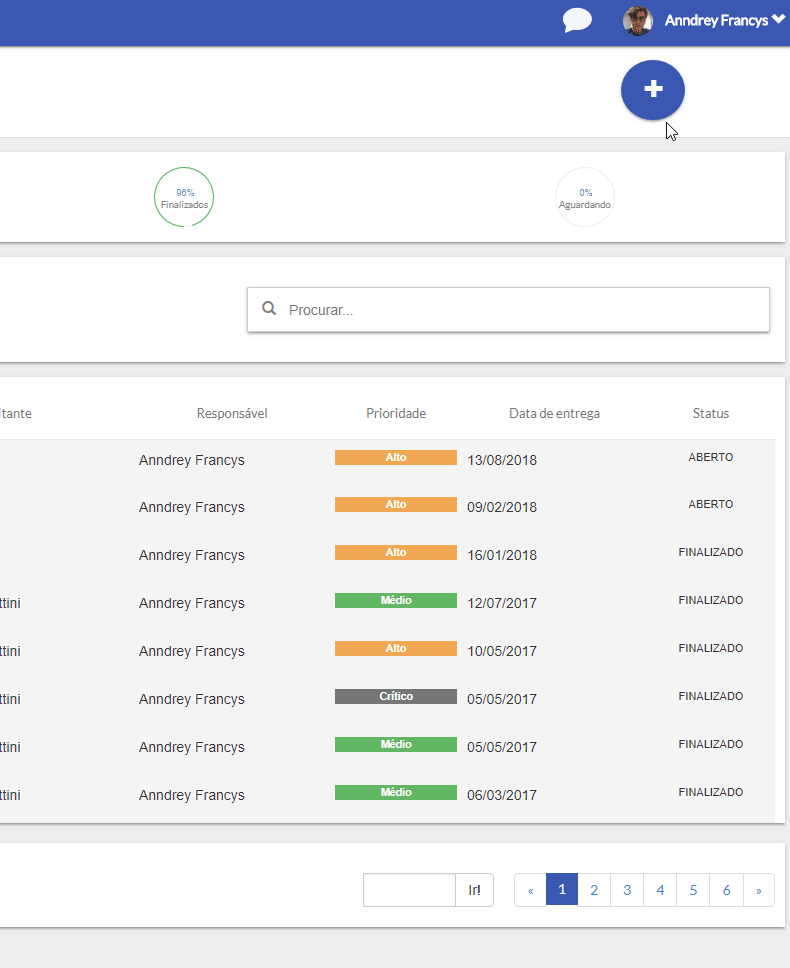 Anndrey Francys
96%
Finalizados
0%
Aguardando
Procurar...
itante Responsável Prioridade Data de entrega Status
Anndrey Francys Alto 13/08/2018 ABERTO
Anndrey Francys Alto 09/02/2018 ABERTO
Anndrey Francys Alto 16/01/2018 FINALIZADO
ttini Anndrey Francys Médio 12/07/2017 FINALIZADO
ttini Anndrey Francys Alto 10/05/2017 FINALIZADO
ttini Anndrey Francys Crítico 05/05/2017 FINALIZADO
ttini Anndrey Francys Médio 05/05/2017 FINALIZADO
ttini Anndrey Francys Médio 06/03/2017 FINALIZADO
Ir! « 1 2 3 4 5 6 »